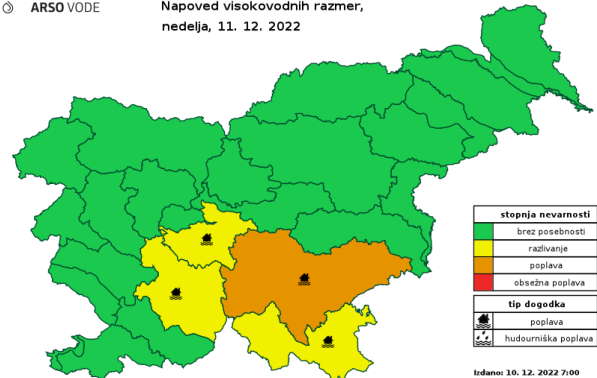 ARSO VODE
Napoved visokovodnih razmer,
nedelja, 11. 12. 2022
stopnja nevarnosti
brez posebnosti
razlivanje
poplava
obsežna poplava
tip dogodka
poplava
hudourniška poplava
Izdano: 10. 12. 2022 7:00